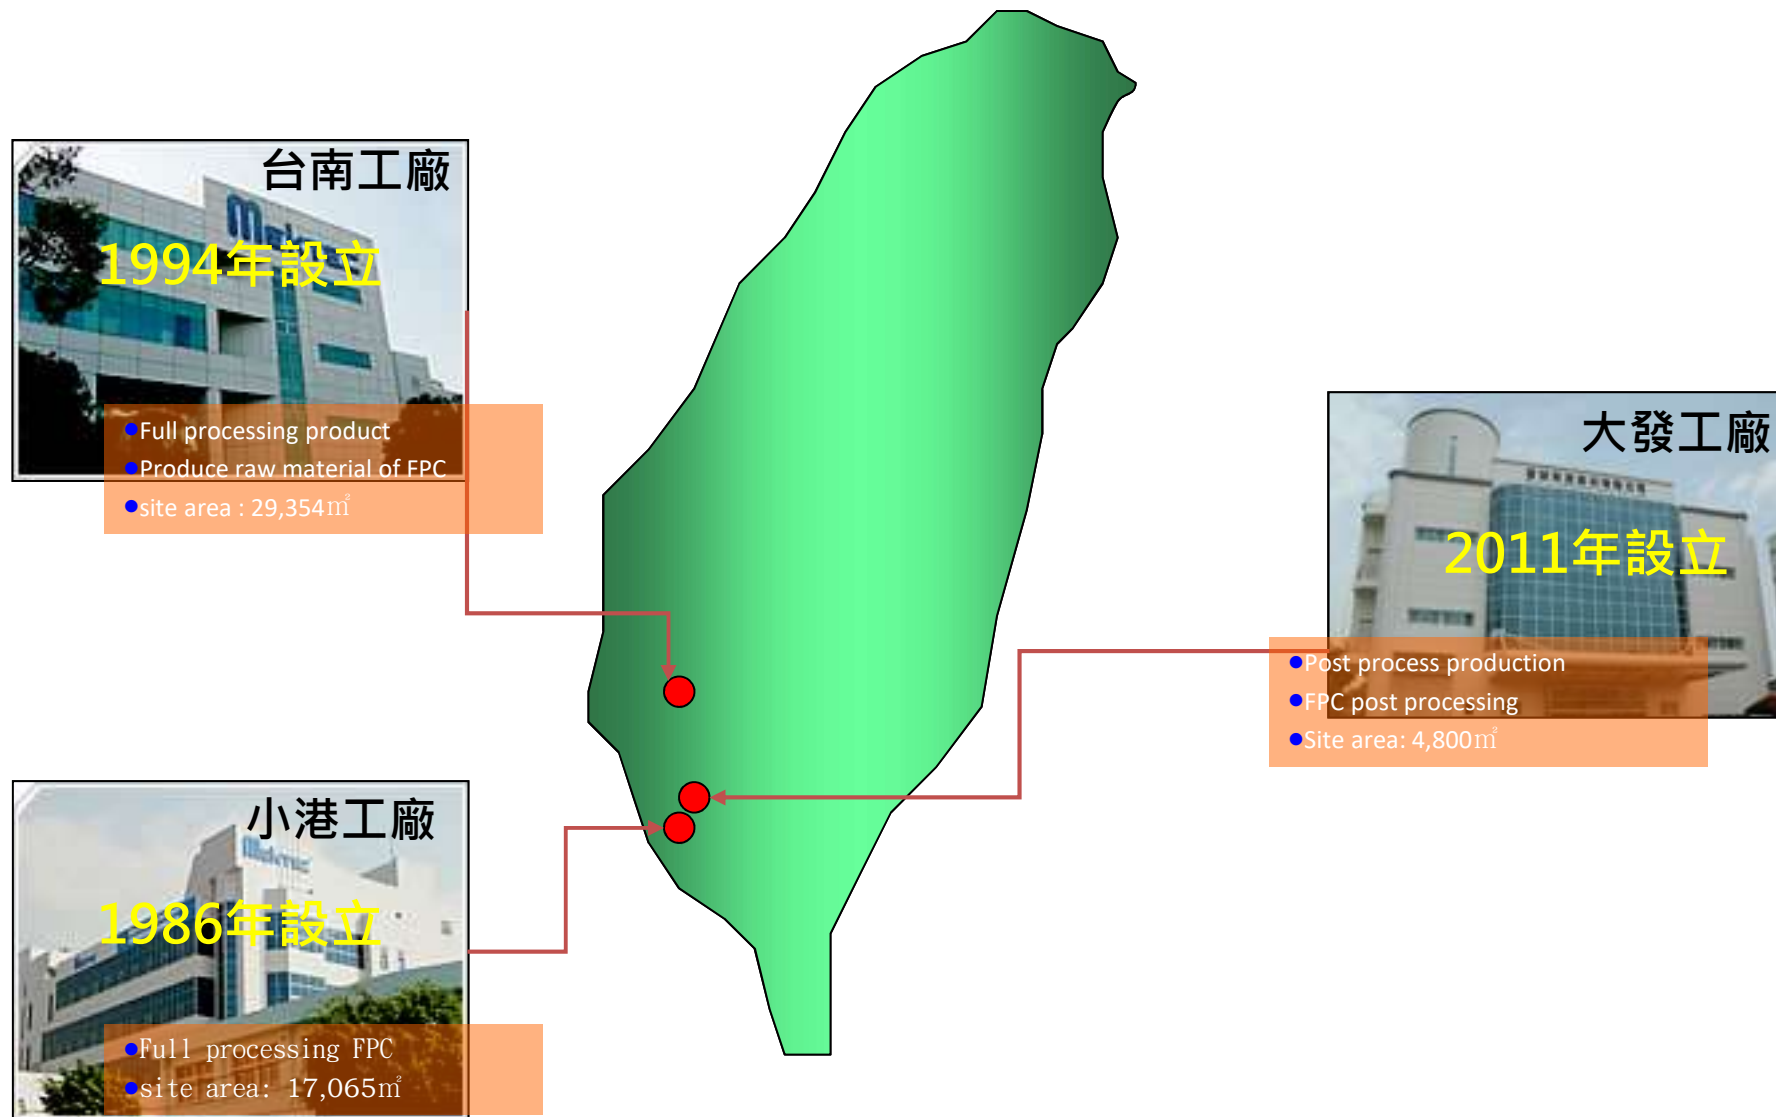 台南工廠
1994年設立
●Full processing product
●Produce raw material of FPC
●site area : 29,354㎡
大發工廠
2011年設立
●Post process production
●FPC post processing
●Site area: 4,800㎡
小港工廠
1986年設立
●Full processing FPC
●site area: 17,065㎡